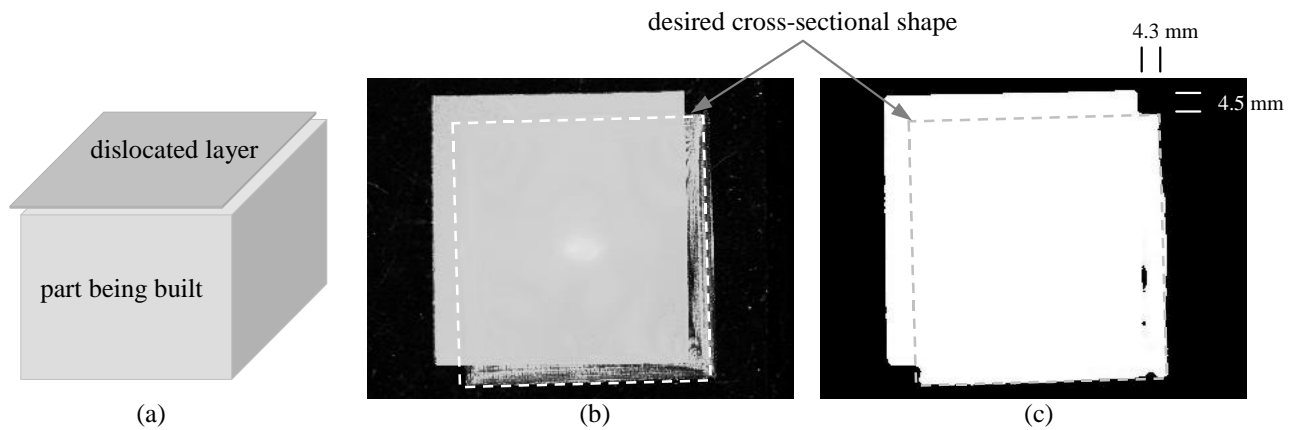 desired cross-sectional shape
4.3 mm
4.5 mm
dislocated layer
part being built
(a)
(b)
(c)